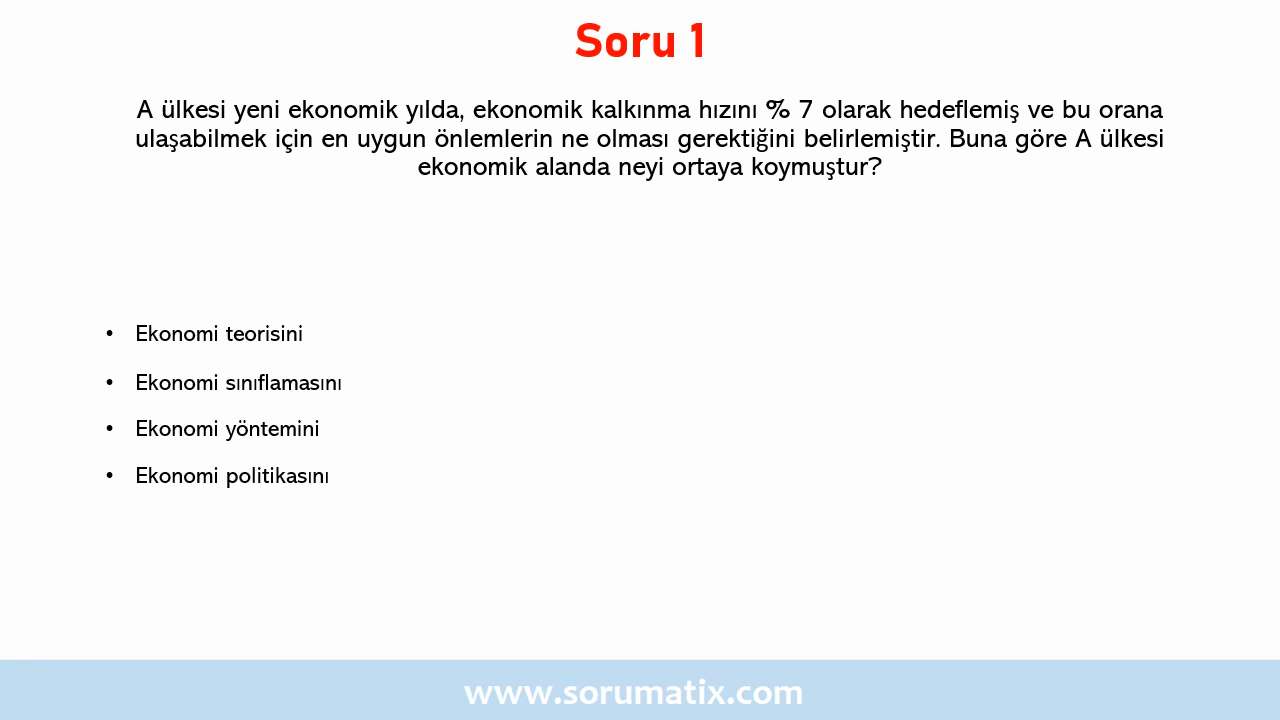 Soru 1
A ülkesi yeni ekonomik yılda, ekonomik kalkınma hızını % 7 olarak hedeflemiş ve bu orana
ulaşabilmek için en uygun önlemlerin ne olması gerektiğini belirlemiştir. Buna göre A ülkesi
ekonomik alanda neyi ortaya koymuştur?
• Ekonomi teorisini
• Ekonomi sınıflamasını
• Ekonomi yöntemini
• Ekonomi politikasını
www.sorumatix.com